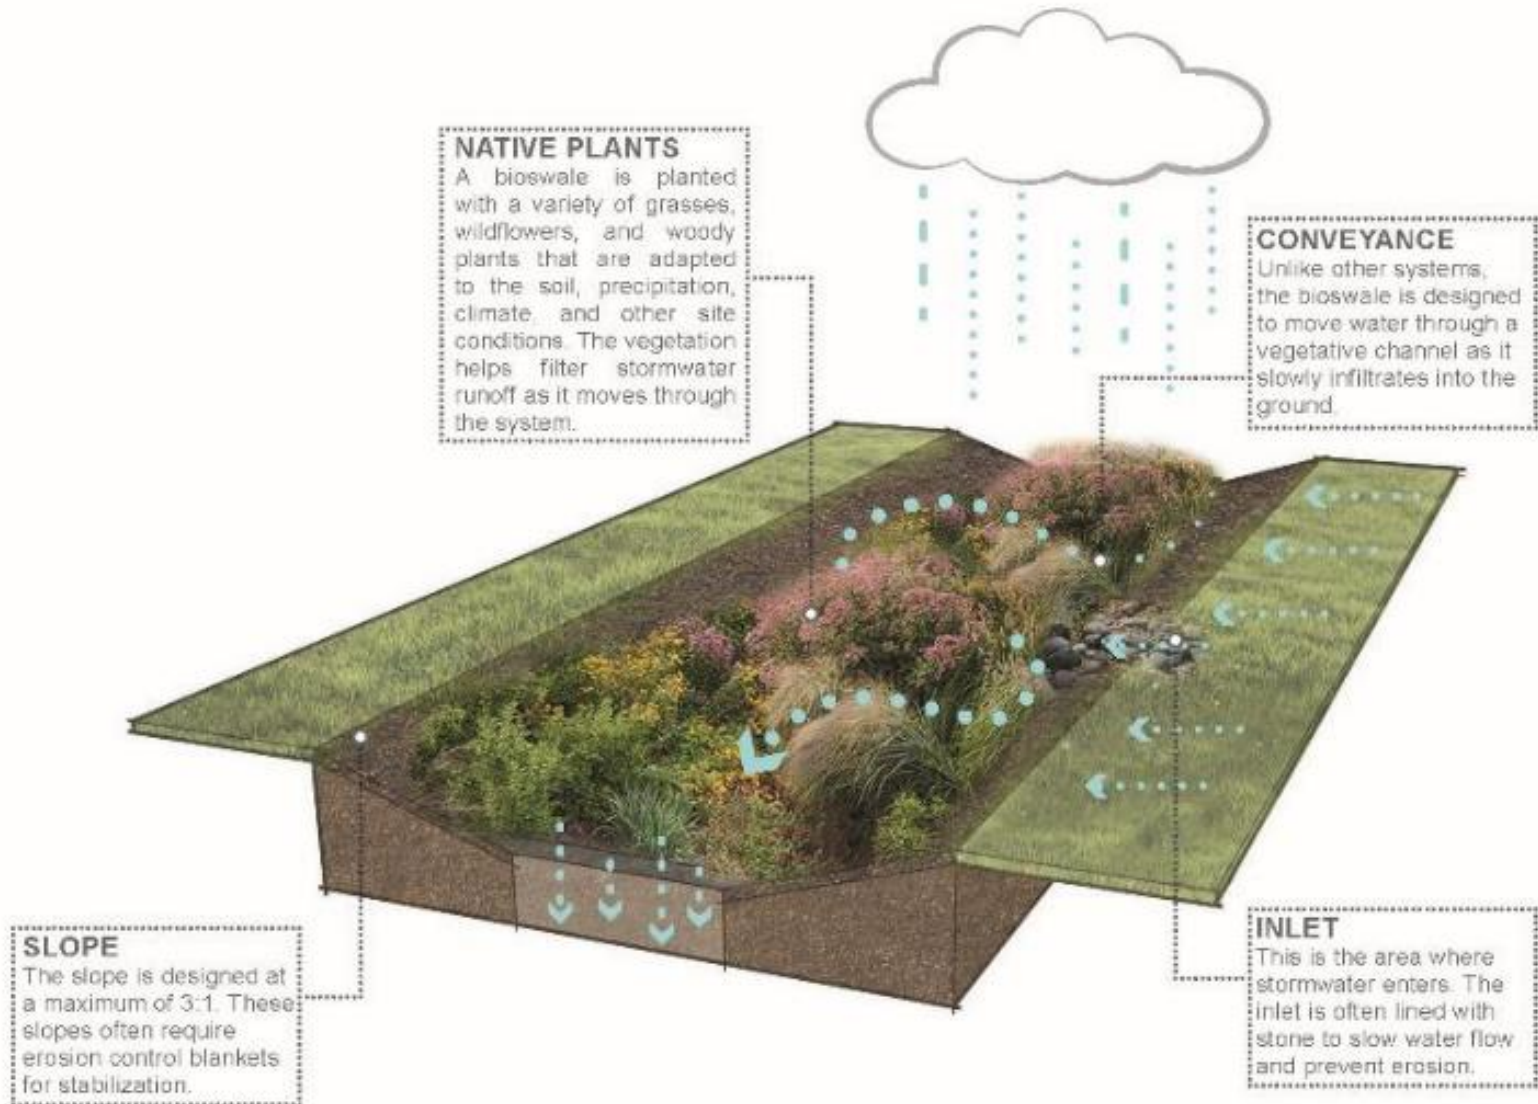 NATIVE PLANTS
A bioswale is planted
with a variety of grasses,
wildflowers, and woody
plants that are adapted
to the soil, precipitation,
climate, and other site
conditions. The vegetation
helps filter stormwater
runoff as it moves through
the system.
CONVEYANCE
Unlike other systems,
the bioswale is designed
to move water through a
vegetative channel as it
slowly infiltrates into the
ground.
SLOPE
The slope is designed at
a maximum of 3:1. These
slopes often require
erosion control blankets
for stabilization.
INLET
This is the area where
stormwater enters. The
inlet is often lined with
stone to slow water flow
and prevent erosion.